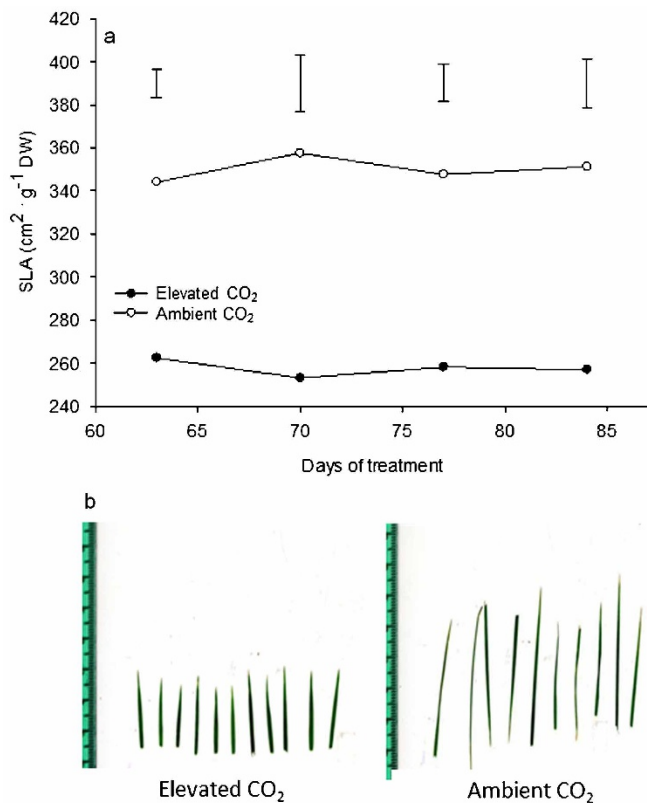 a
420
400
380
360
340
320
300
280
260
240
SLA (cm² · g⁻¹ DW)
Elevated CO₂
Ambient CO₂
60 65 70 75 80 85
Days of treatment
b
Elevated CO₂ Ambient CO₂